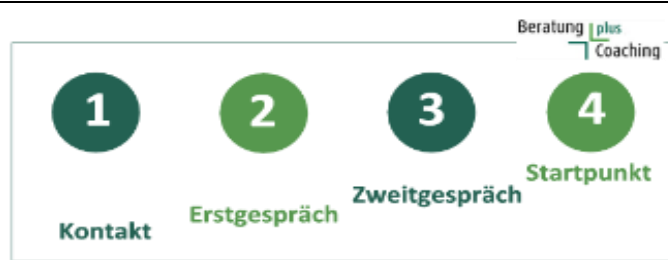 Beratung plus
Coaching
1 2 3 4
Kontakt Erstgespräch Zweitgespräch Startpunkt